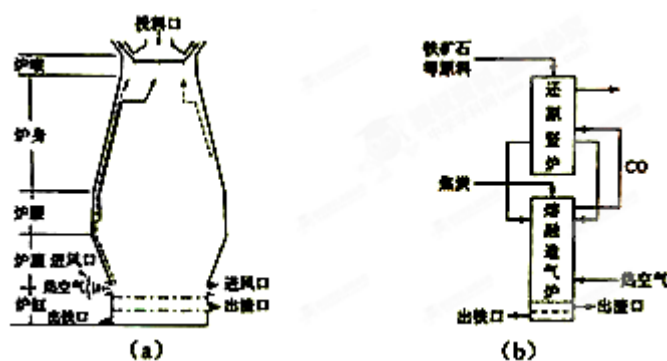 投料口
炉喉
炉身
炉腰
炉腹
进风口
热空气
炉缸
出铁口
进风口
出渣口
(a)
铁矿石
等原料
还原竖炉
焦炭
CO
熔融造气炉
热空气
出铁口
出渣口
(b)